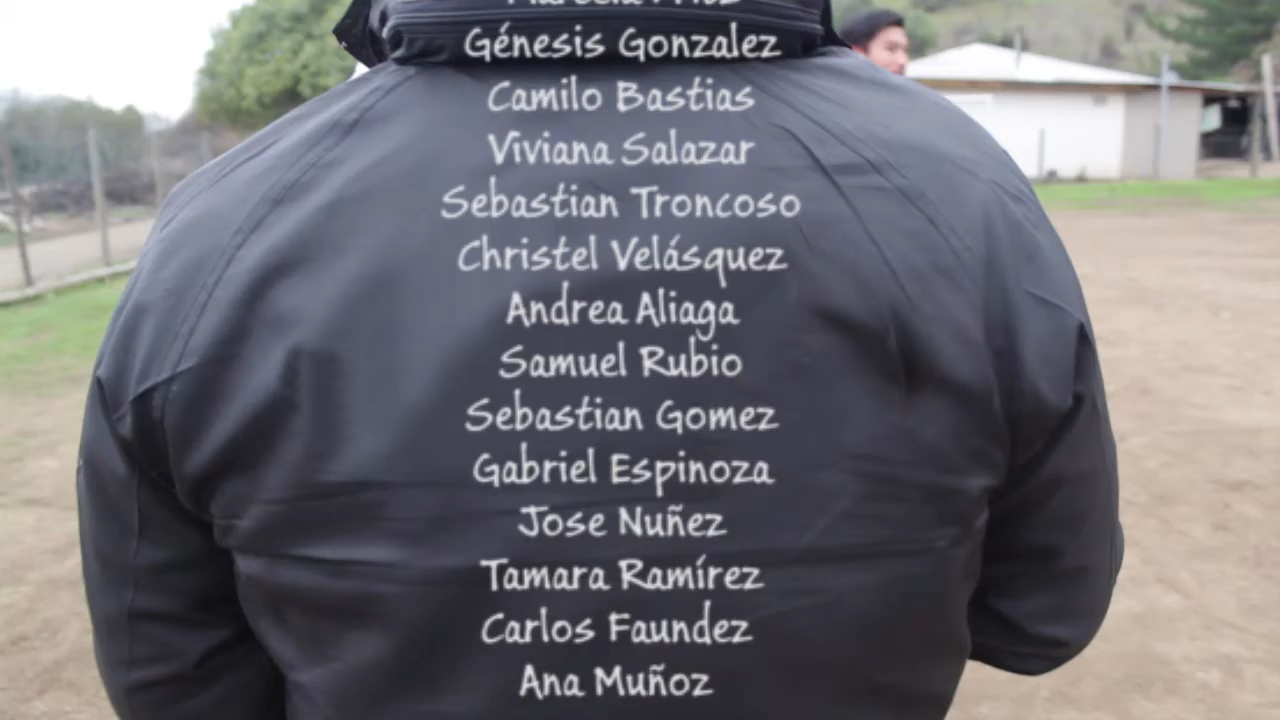 Génesis Gonzalez
Camilo Bastias
Viviana Salazar
Sebastian Troncoso
Christel Velásquez
Andrea Aliaga
Samuel Rubio
Sebastian Gomez
Gabriel Espinoza
Jose Nuñez
Tamara Ramírez
Carlos Faundez
Ana Muñoz